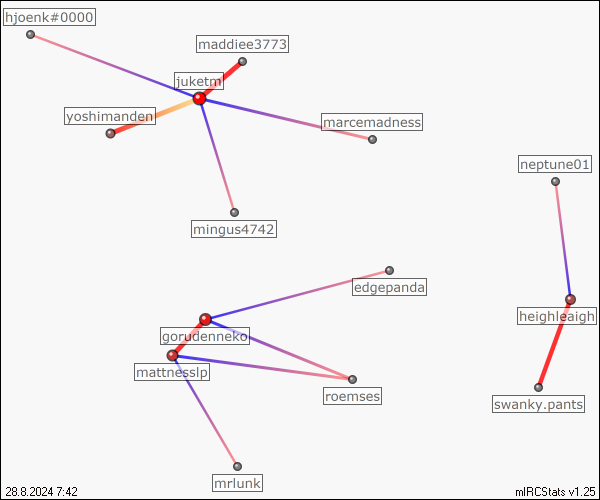 hjoenk#0000
maddiee3773
juketm
yoshimanden
marcemadness
neptune01
mingus4742
edgepanda
heighleaigh
gorudenneko
mattnesslp
roemses
swanky.pants
mrlunk
28.8.2024 7:42
mIRCStats v1.25